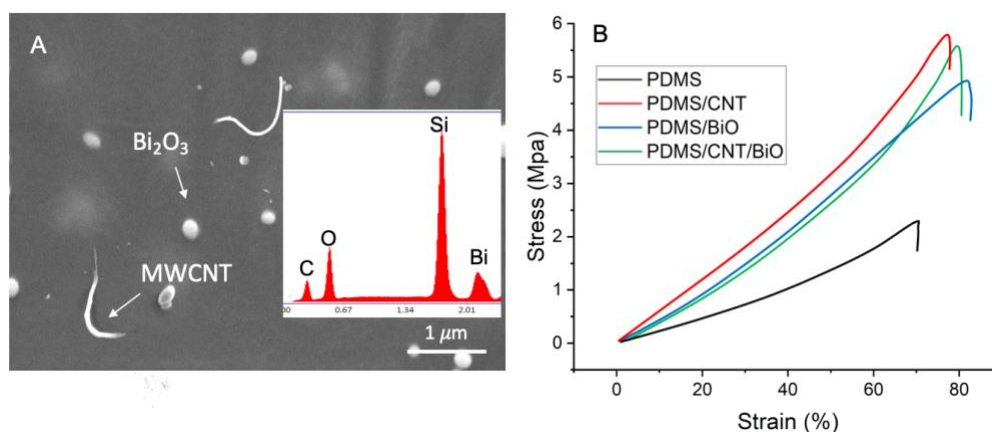 A
Bi₂O₃
MWCNT
Si
O
C
Bi
00
0.67
1.34
2.01
1 μm
B
PDMS
PDMS/CNT
PDMS/BiO
PDMS/CNT/BiO
Stress (Mpa)
6
5
4
3
2
1
0
0
20
40
60
80
Strain (%)